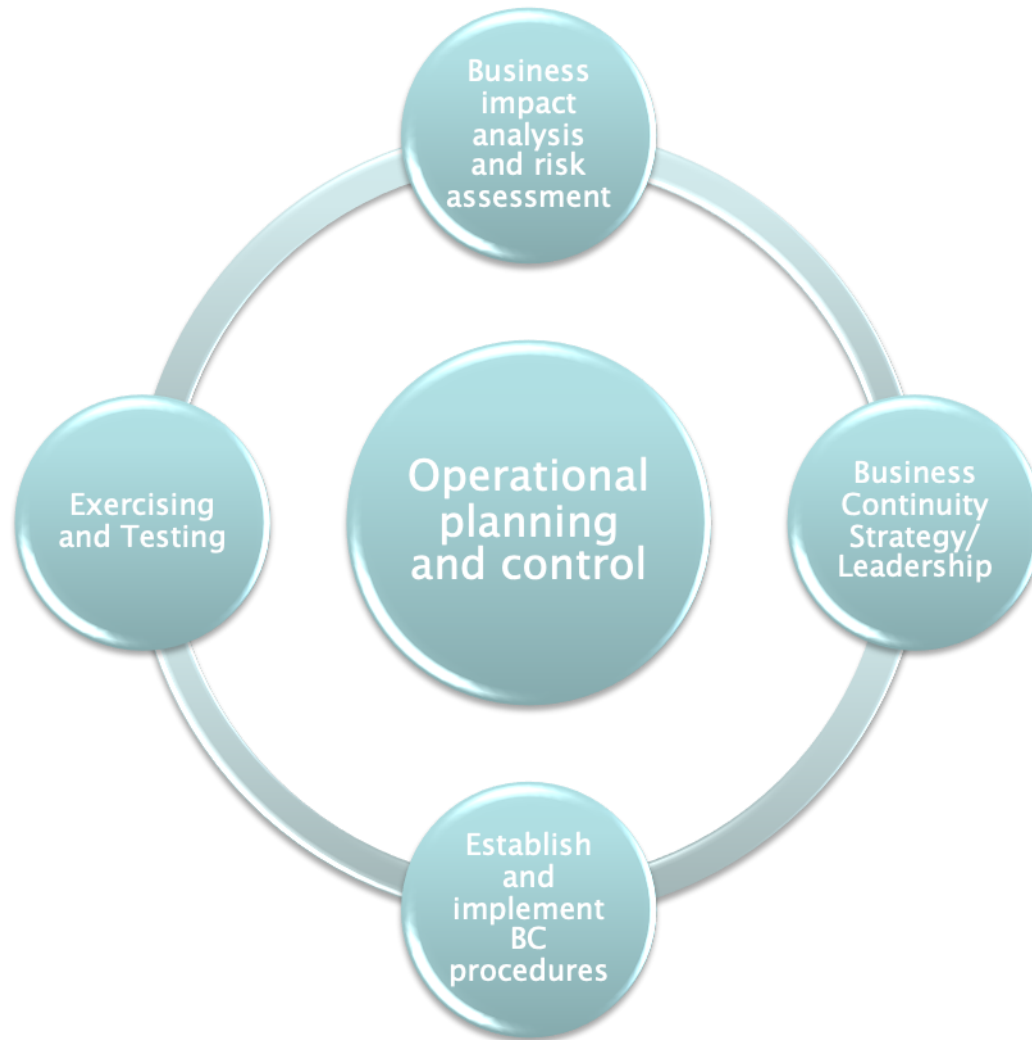 Business
impact
analysis
and risk
assessment
Exercising
and Testing
Operational
planning
and control
Business
Continuity
Strategy/
Leadership
Establish
and
implement
BC
procedures